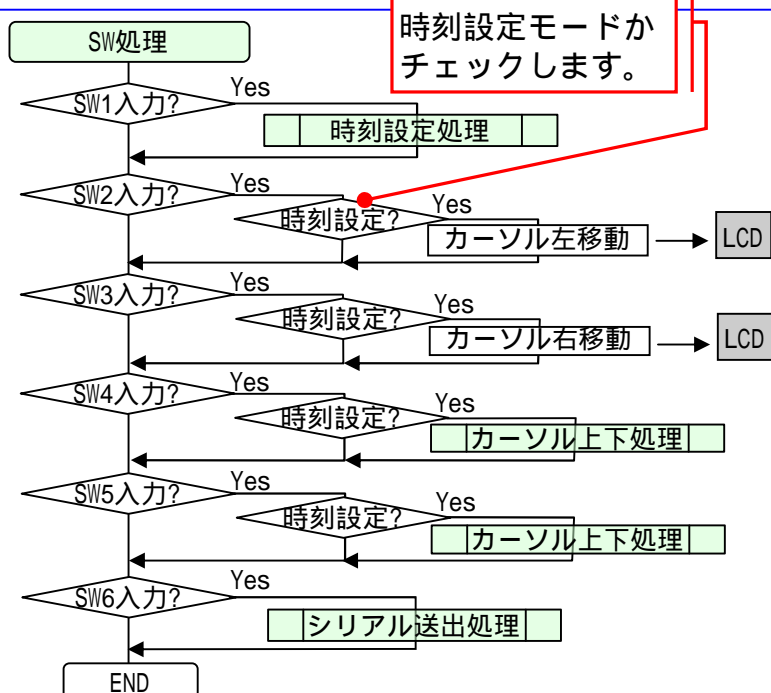 時刻設定モードか
チェックします。
SW処理
SW1入力?
Yes
時刻設定処理
SW2入力?
Yes
時刻設定?
Yes
カーソル左移動
LCD
SW3入力?
Yes
時刻設定?
Yes
カーソル右移動
LCD
SW4入力?
Yes
時刻設定?
Yes
カーソル上下処理
SW5入力?
Yes
時刻設定?
Yes
カーソル上下処理
SW6入力?
Yes
シリアル送出処理
END